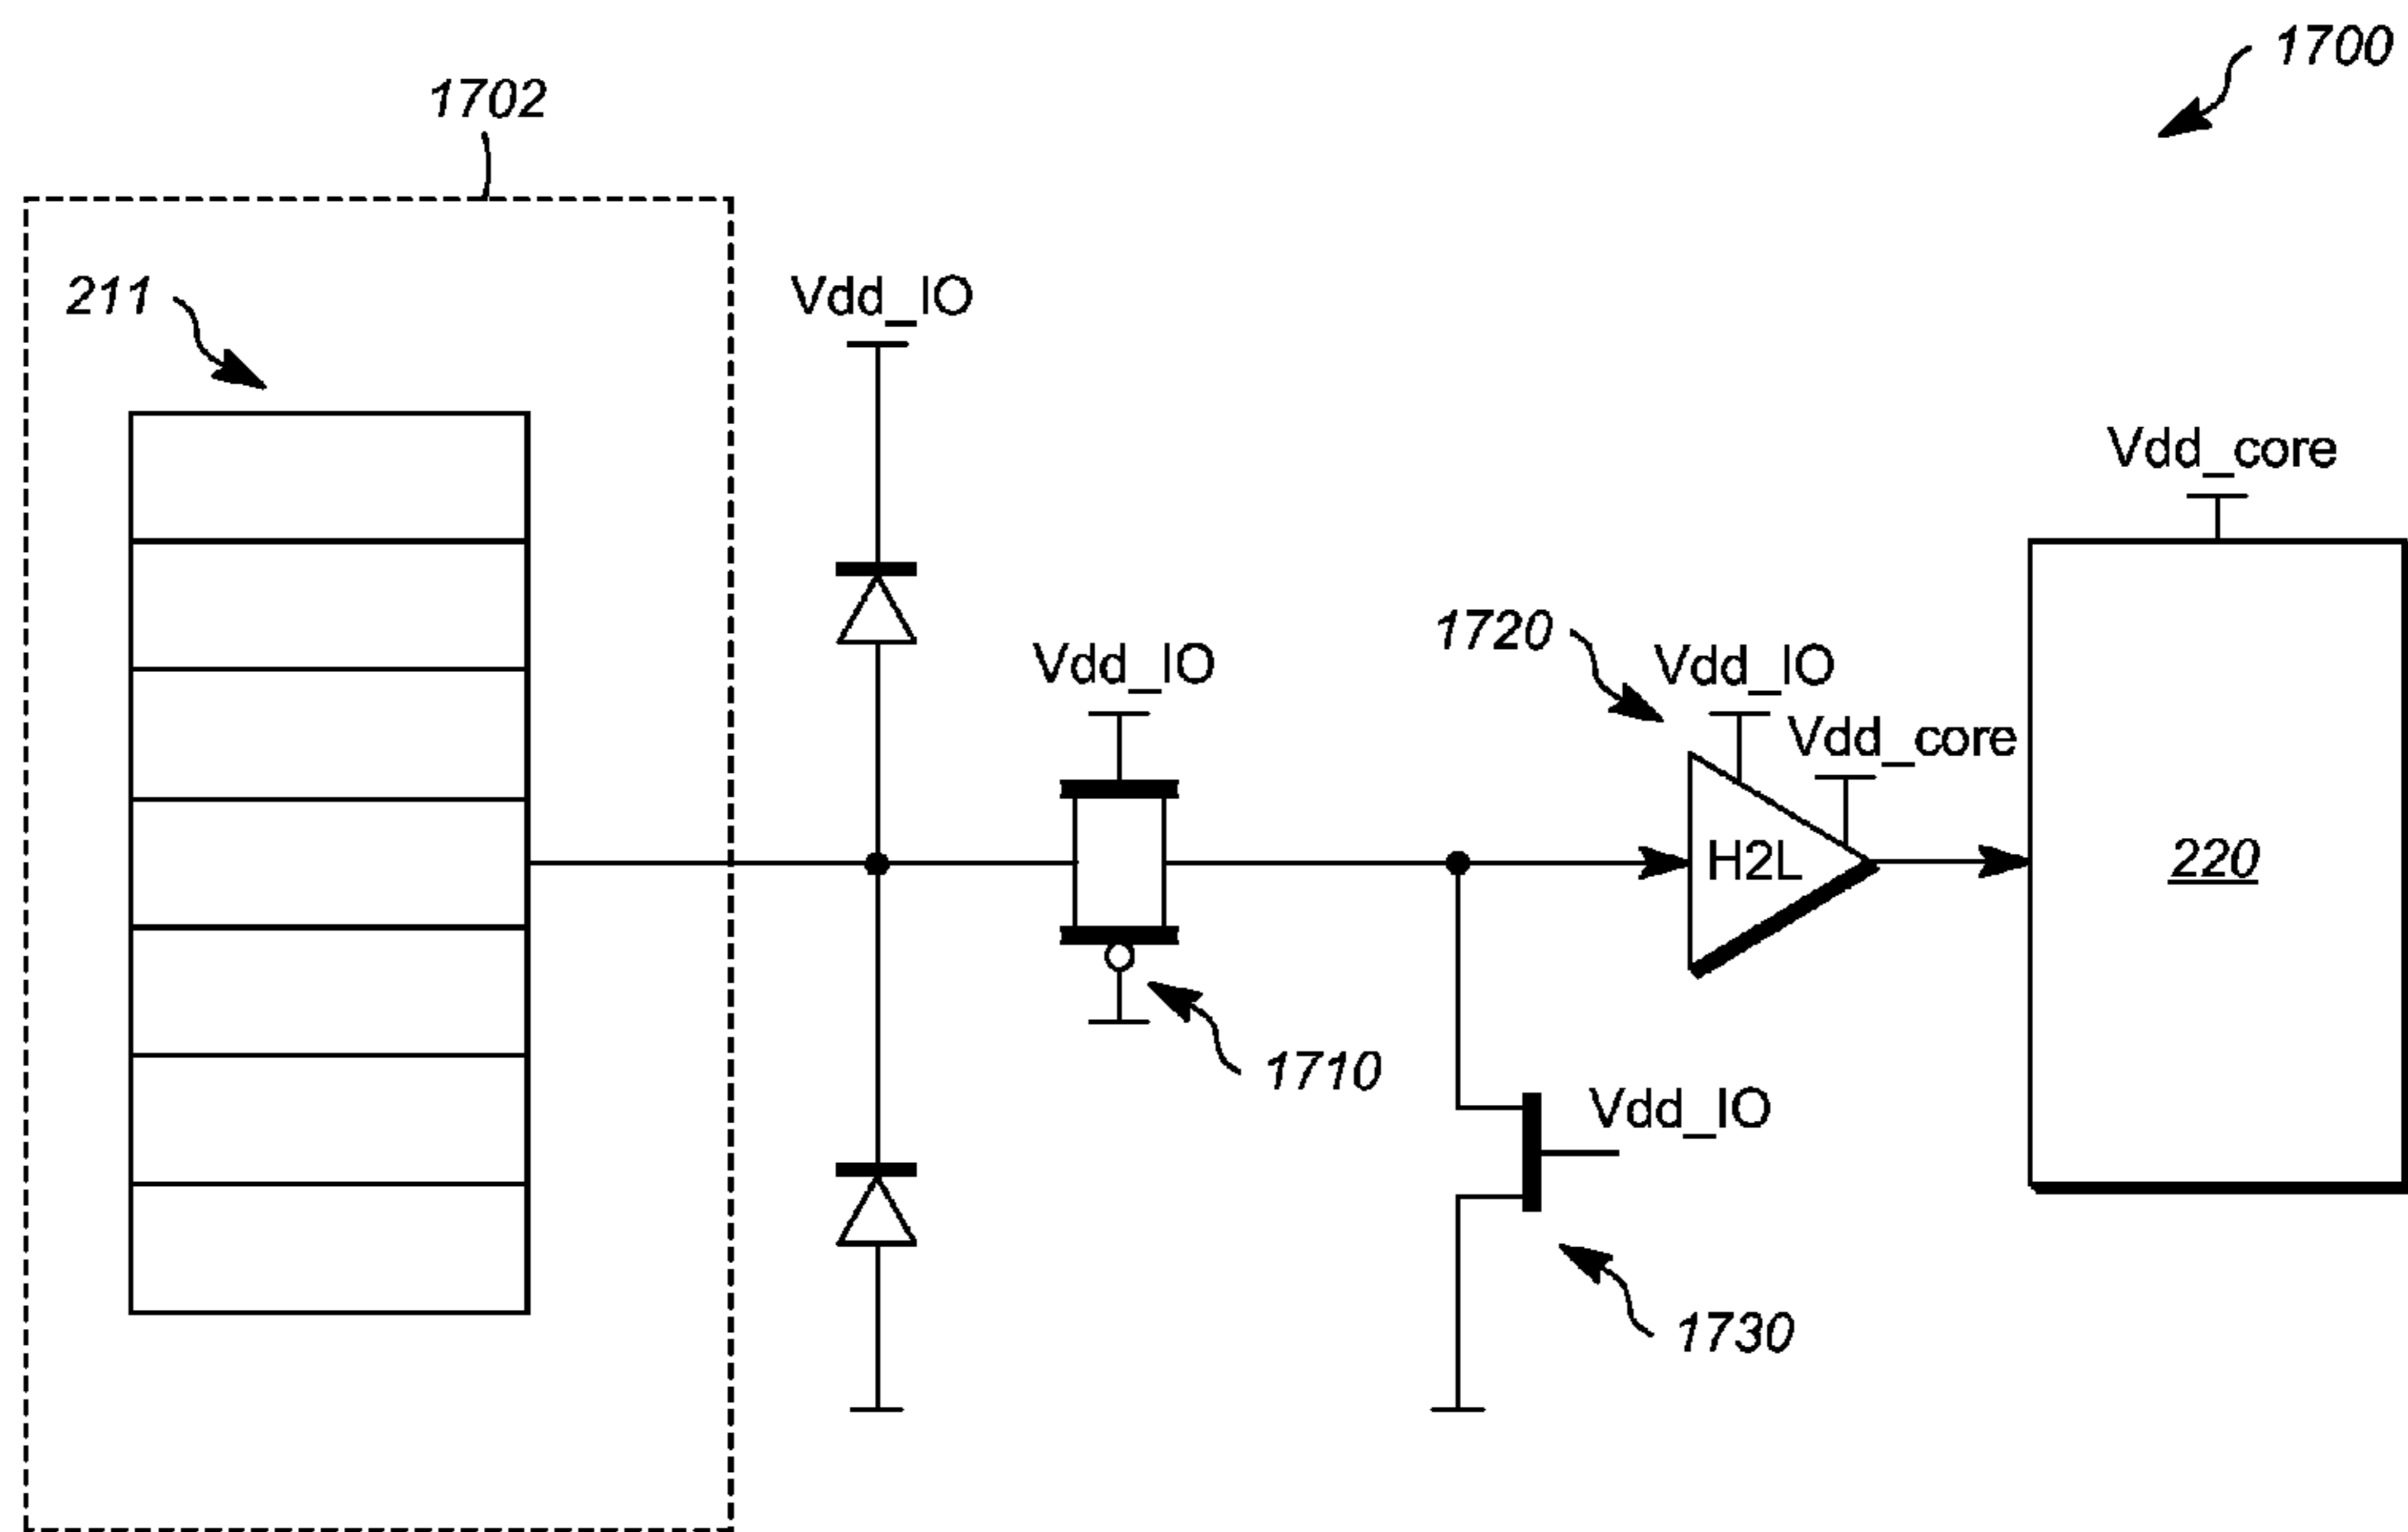 1700
1702
211
Vdd_IO
Vdd_core
1720
Vdd_IO
Vdd_IO
Vdd_core
H2L
220
1710
Vdd_IO
1730